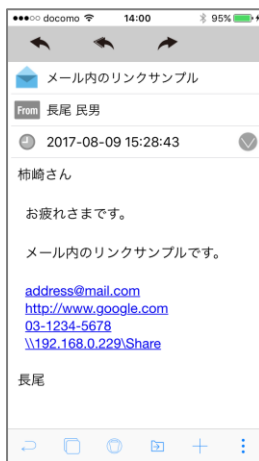 docomo 14:00 95%
メール内のリンクサンプル
From 長尾 民男
2017-08-09 15:28:43
柿崎さん
お疲れさまです。
メール内のリンクサンプルです。
address@mail.com
http://www.google.com
03-1234-5678
\\192.168.0.229\Share
長尾